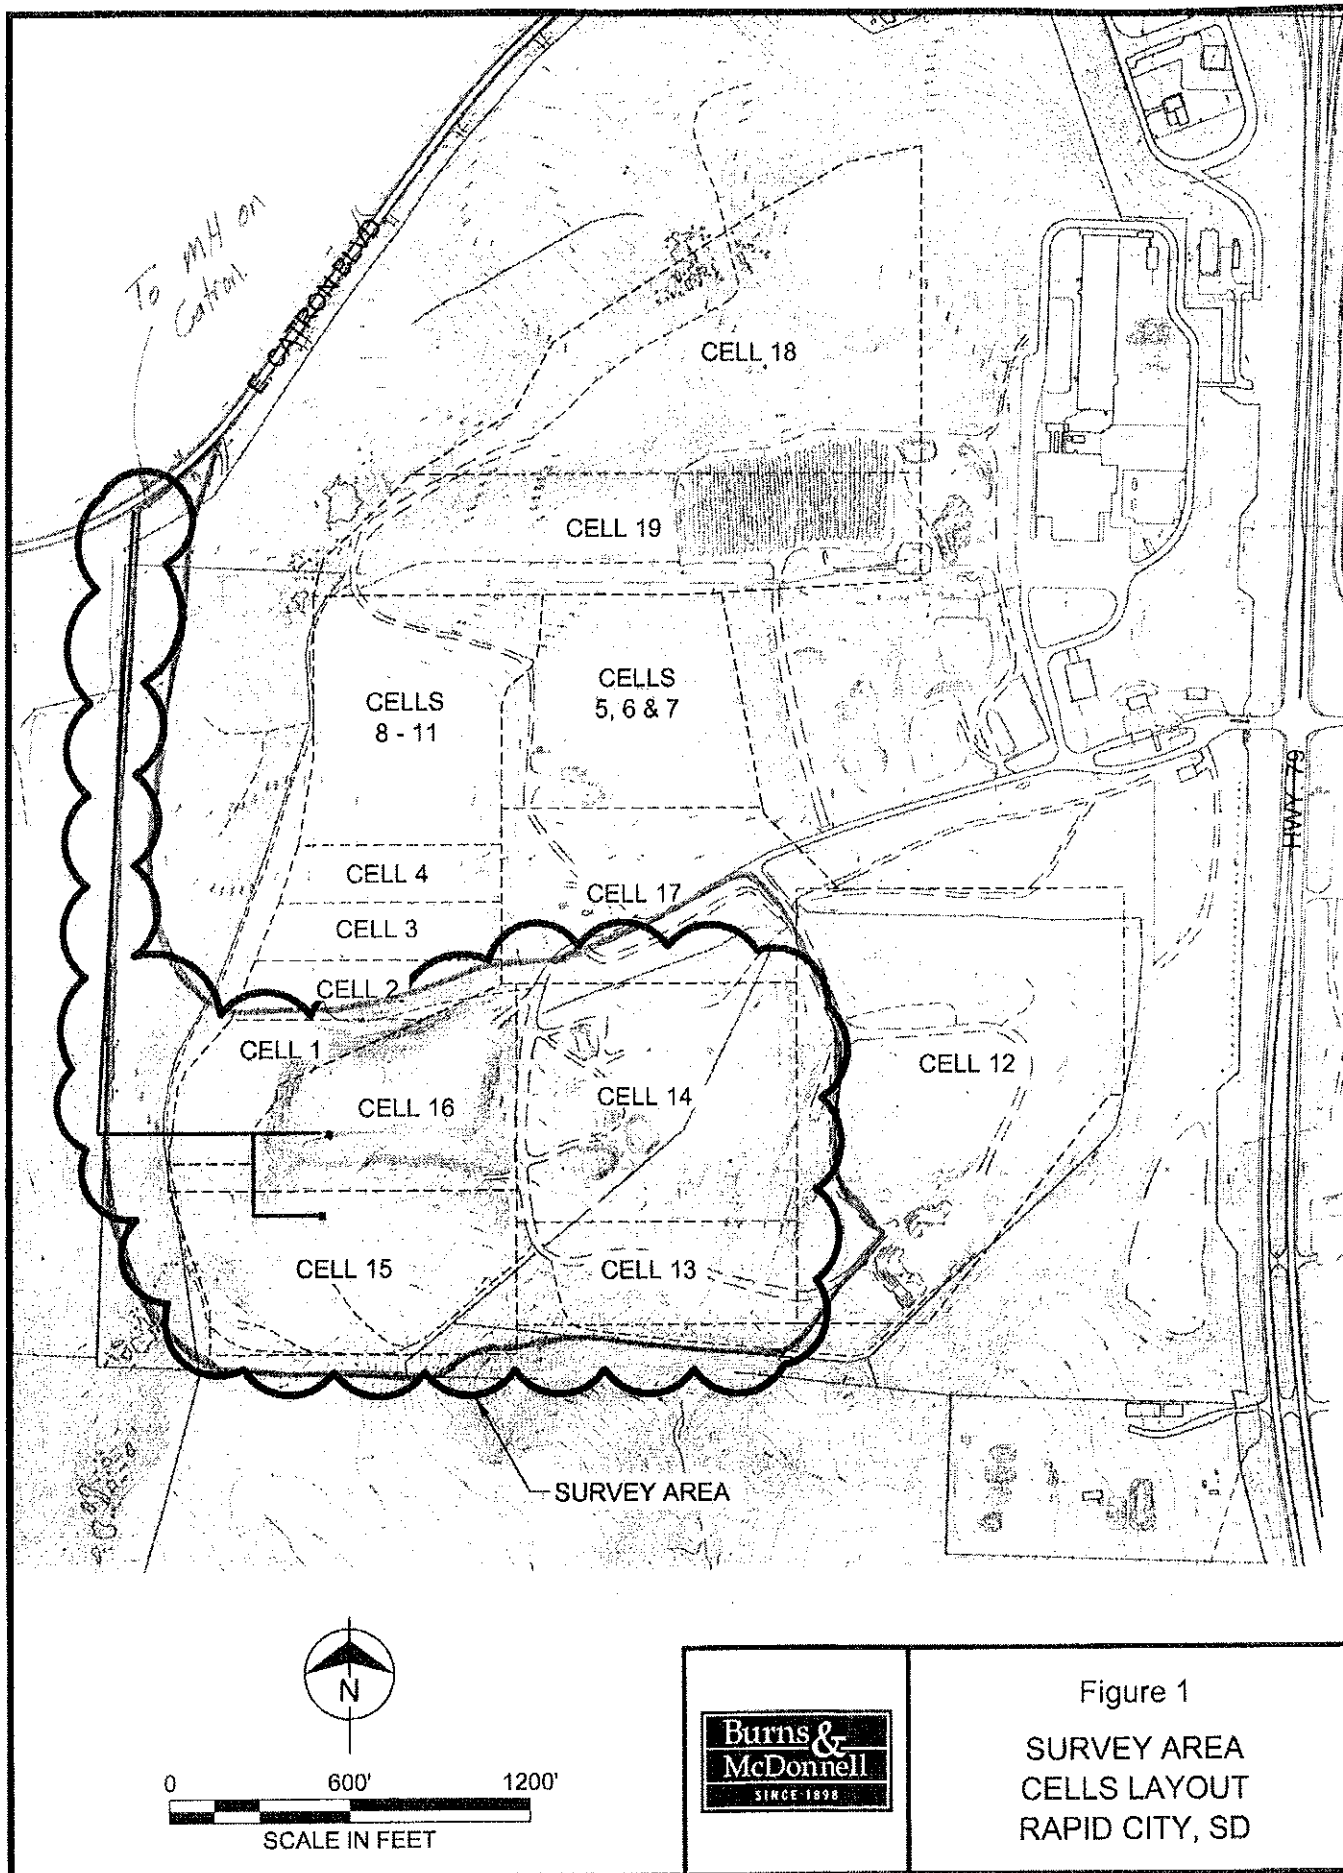 To MH on
Catron
E. CATRON BLVD
CELL 18
CELL 19
CELLS
8 - 11
CELLS
5, 6 & 7
HWY. 79
CELL 4
CELL 17
CELL 3
CELL 2
CELL 1
CELL 12
CELL 16
CELL 14
CELL 15
CELL 13
SURVEY AREA
N
0 600' 1200'
SCALE IN FEET
Burns &
McDonnell
SINCE 1898
Figure 1
SURVEY AREA
CELLS LAYOUT
RAPID CITY, SD